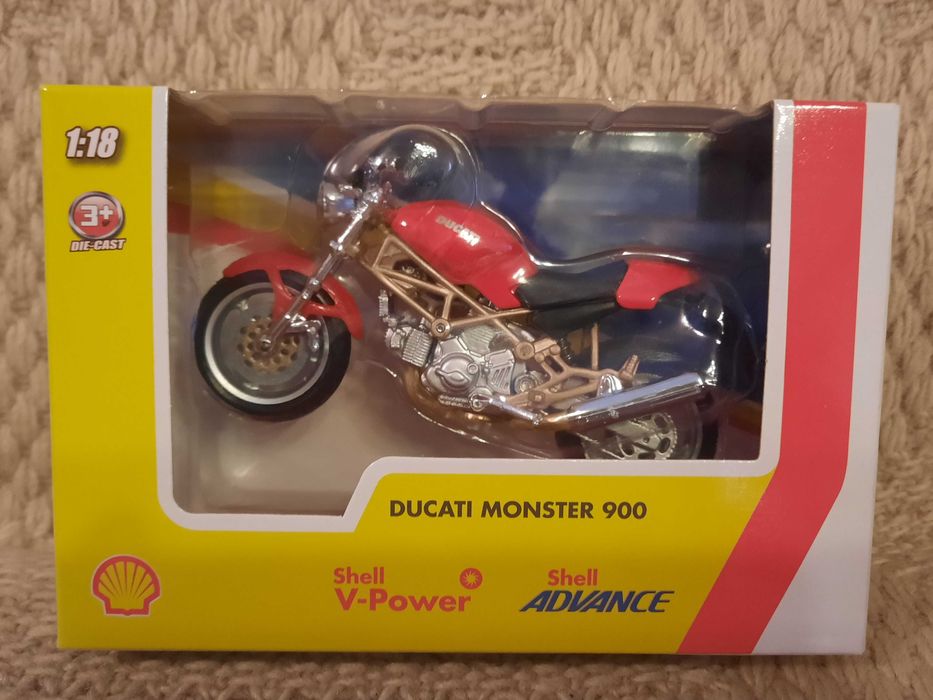 1:18
3+
DIE-CAST
DUCATI
DUCATI MONSTER 900
Shell
V-Power
Shell
ADVANCE